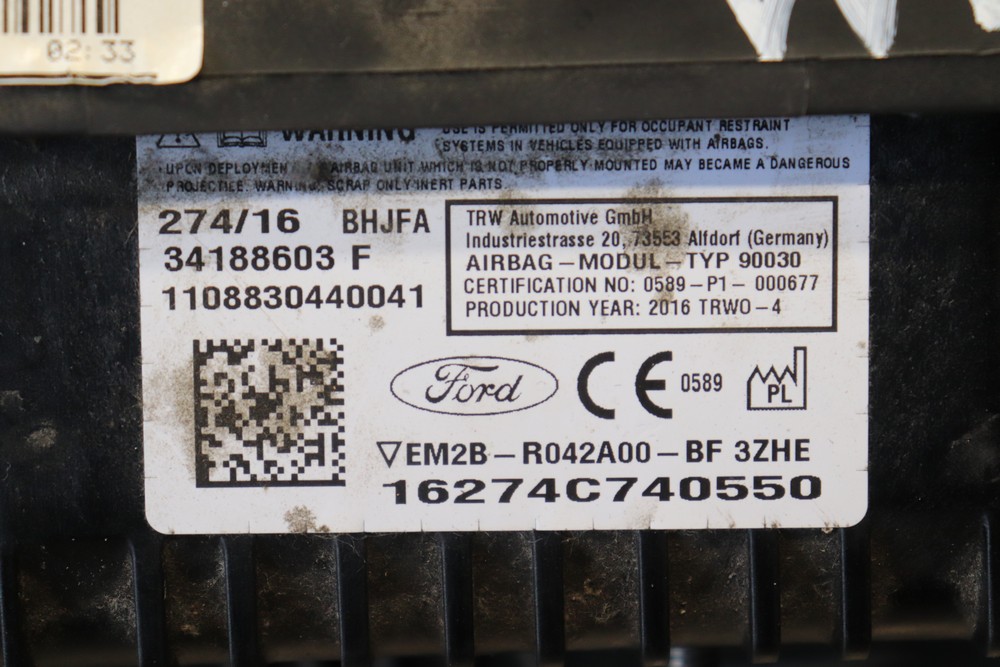 02:33
WARNING
USE IS PERMITTED ONLY FOR OCCUPANT RESTRAINT
SYSTEMS IN VEHICLES EQUIPPED WITH AIRBAGS.
UPON DEPLOYMENT AIRBAG UNIT WHICH IS NOT PROPERLY MOUNTED MAY BECAME A DANGEROUS
PROJECTILE. SCRAP ONLY INERT PARTS
274/16 BHJFA
34188603 F
1108830440041
TRW Automotive GmbH
Industriestrasse 20, 73553 Alfdorf (Germany)
AIRBAG-MODUL-TYP 90030
CERTIFICATION NO: 0589-P1-000677
PRODUCTION YEAR: 2016 TRWO-4
Ford
CE 0589
PL
EM2B-R042A00-BF 3ZHE
16274C740550